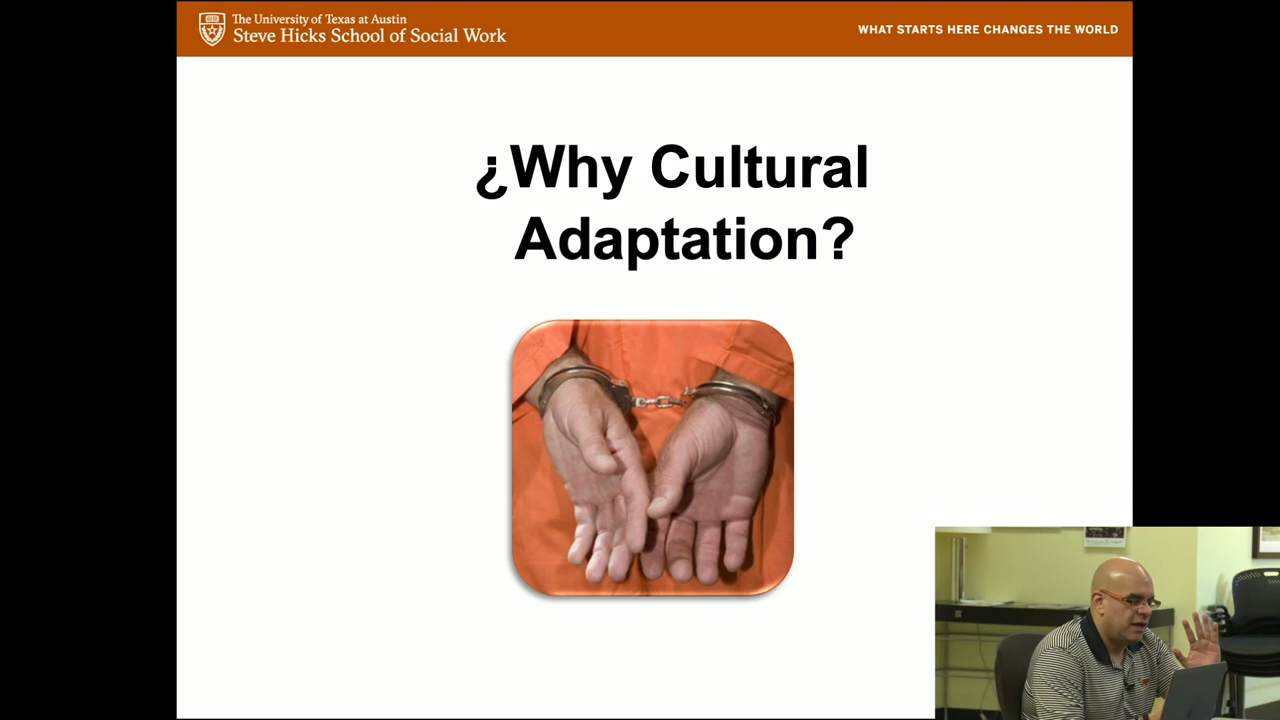 The University of Texas at Austin
Steve Hicks School of Social Work
WHAT STARTS HERE CHANGES THE WORLD
¿Why Cultural
Adaptation?